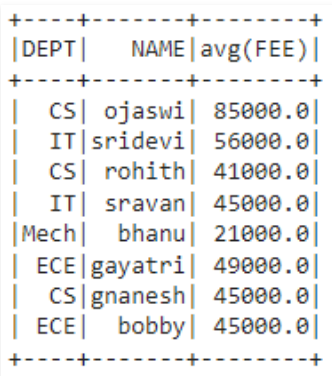 +----+-------+--------+
|DEPT|   NAME|avg(FEE)|
+----+-------+--------+
|  CS| ojaswi| 85000.0|
|  IT|sridevi| 56000.0|
|  CS| rohith| 41000.0|
|  IT| sravan| 45000.0|
|Mech|  bhanu| 21000.0|
| ECE|gayatri| 49000.0|
|  CS|gnanesh| 45000.0|
| ECE|  bobby| 45000.0|
+----+-------+--------+